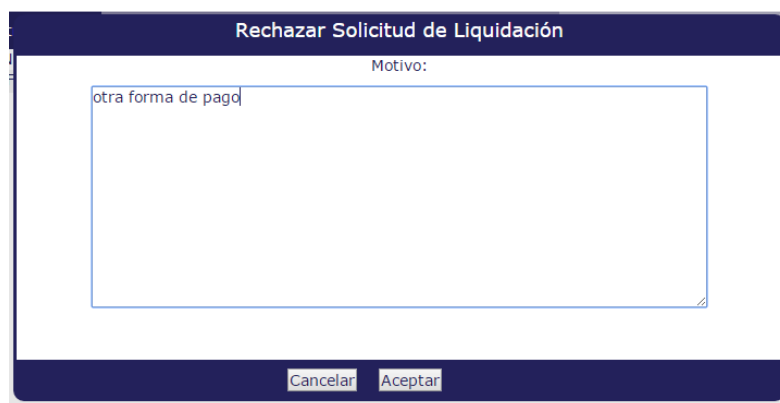 Rechazar Solicitud de Liquidación
Motivo:
otra forma de pago
Cancelar Aceptar